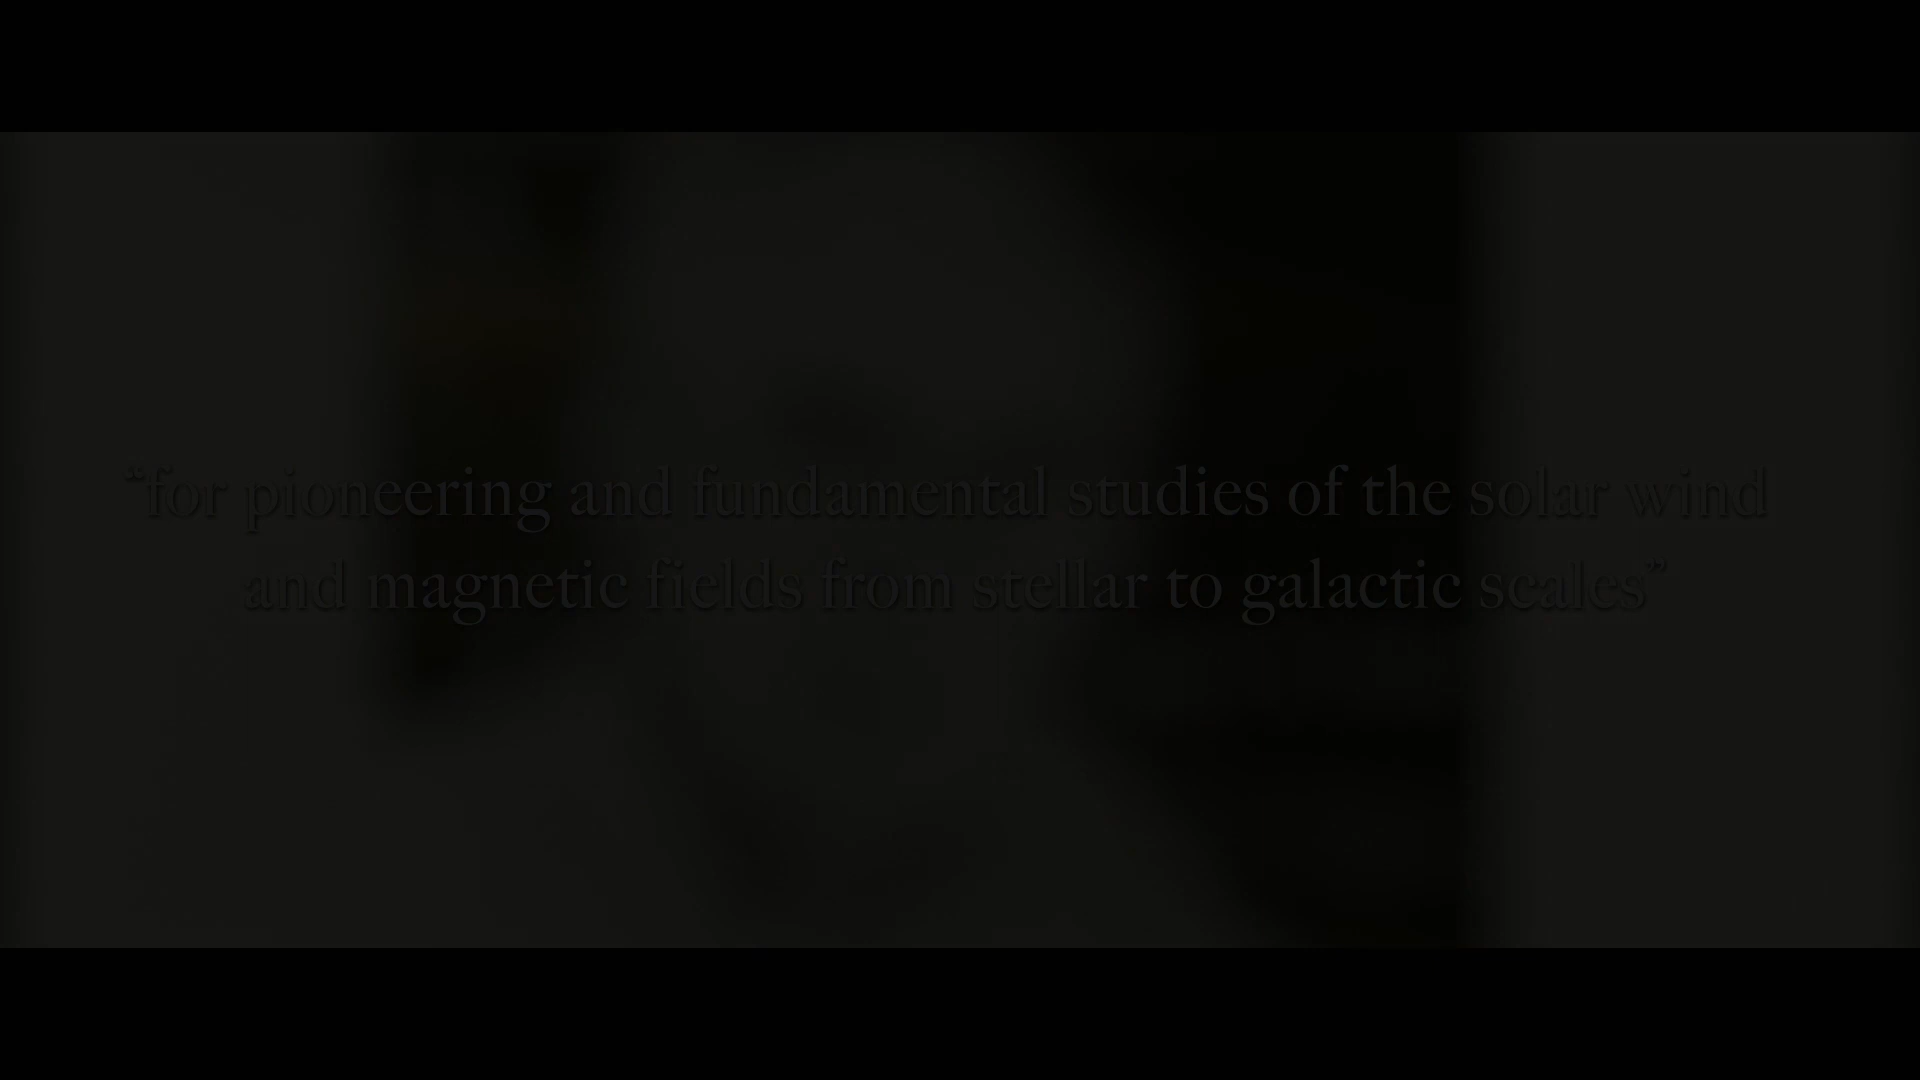 “for pioneering and fundamental studies of the solar wind
and magnetic fields from stellar to galactic scales”